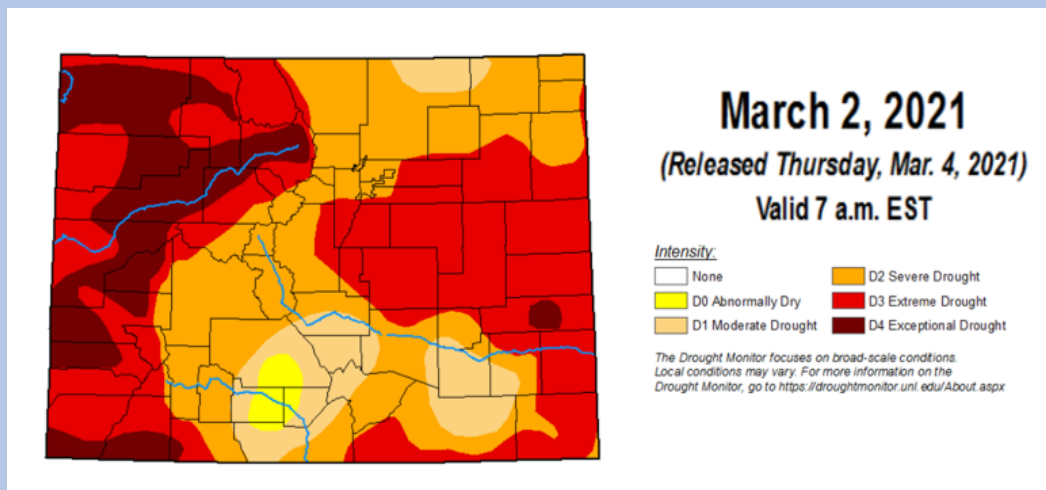 March 2, 2021
(Released Thursday, Mar. 4, 2021)
Valid 7 a.m. EST
Intensity:
None
D0 Abnormally Dry
D1 Moderate Drought
D2 Severe Drought
D3 Extreme Drought
D4 Exceptional Drought
The Drought Monitor focuses on broad-scale conditions.
Local conditions may vary. For more information on the
Drought Monitor, go to https://droughtmonitor.unl.edu/About.aspx